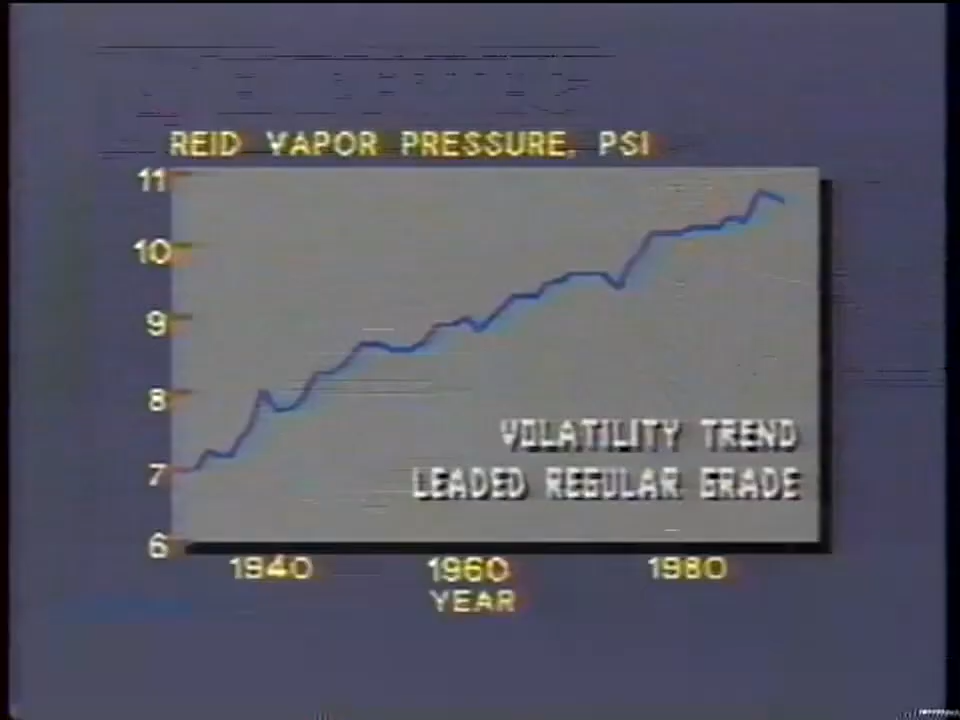 REID VAPOR PRESSURE, PSI
11
10
9
8
7
6
VOLATILITY TREND
LEADED REGULAR GRADE
1940 1960 1980
YEAR